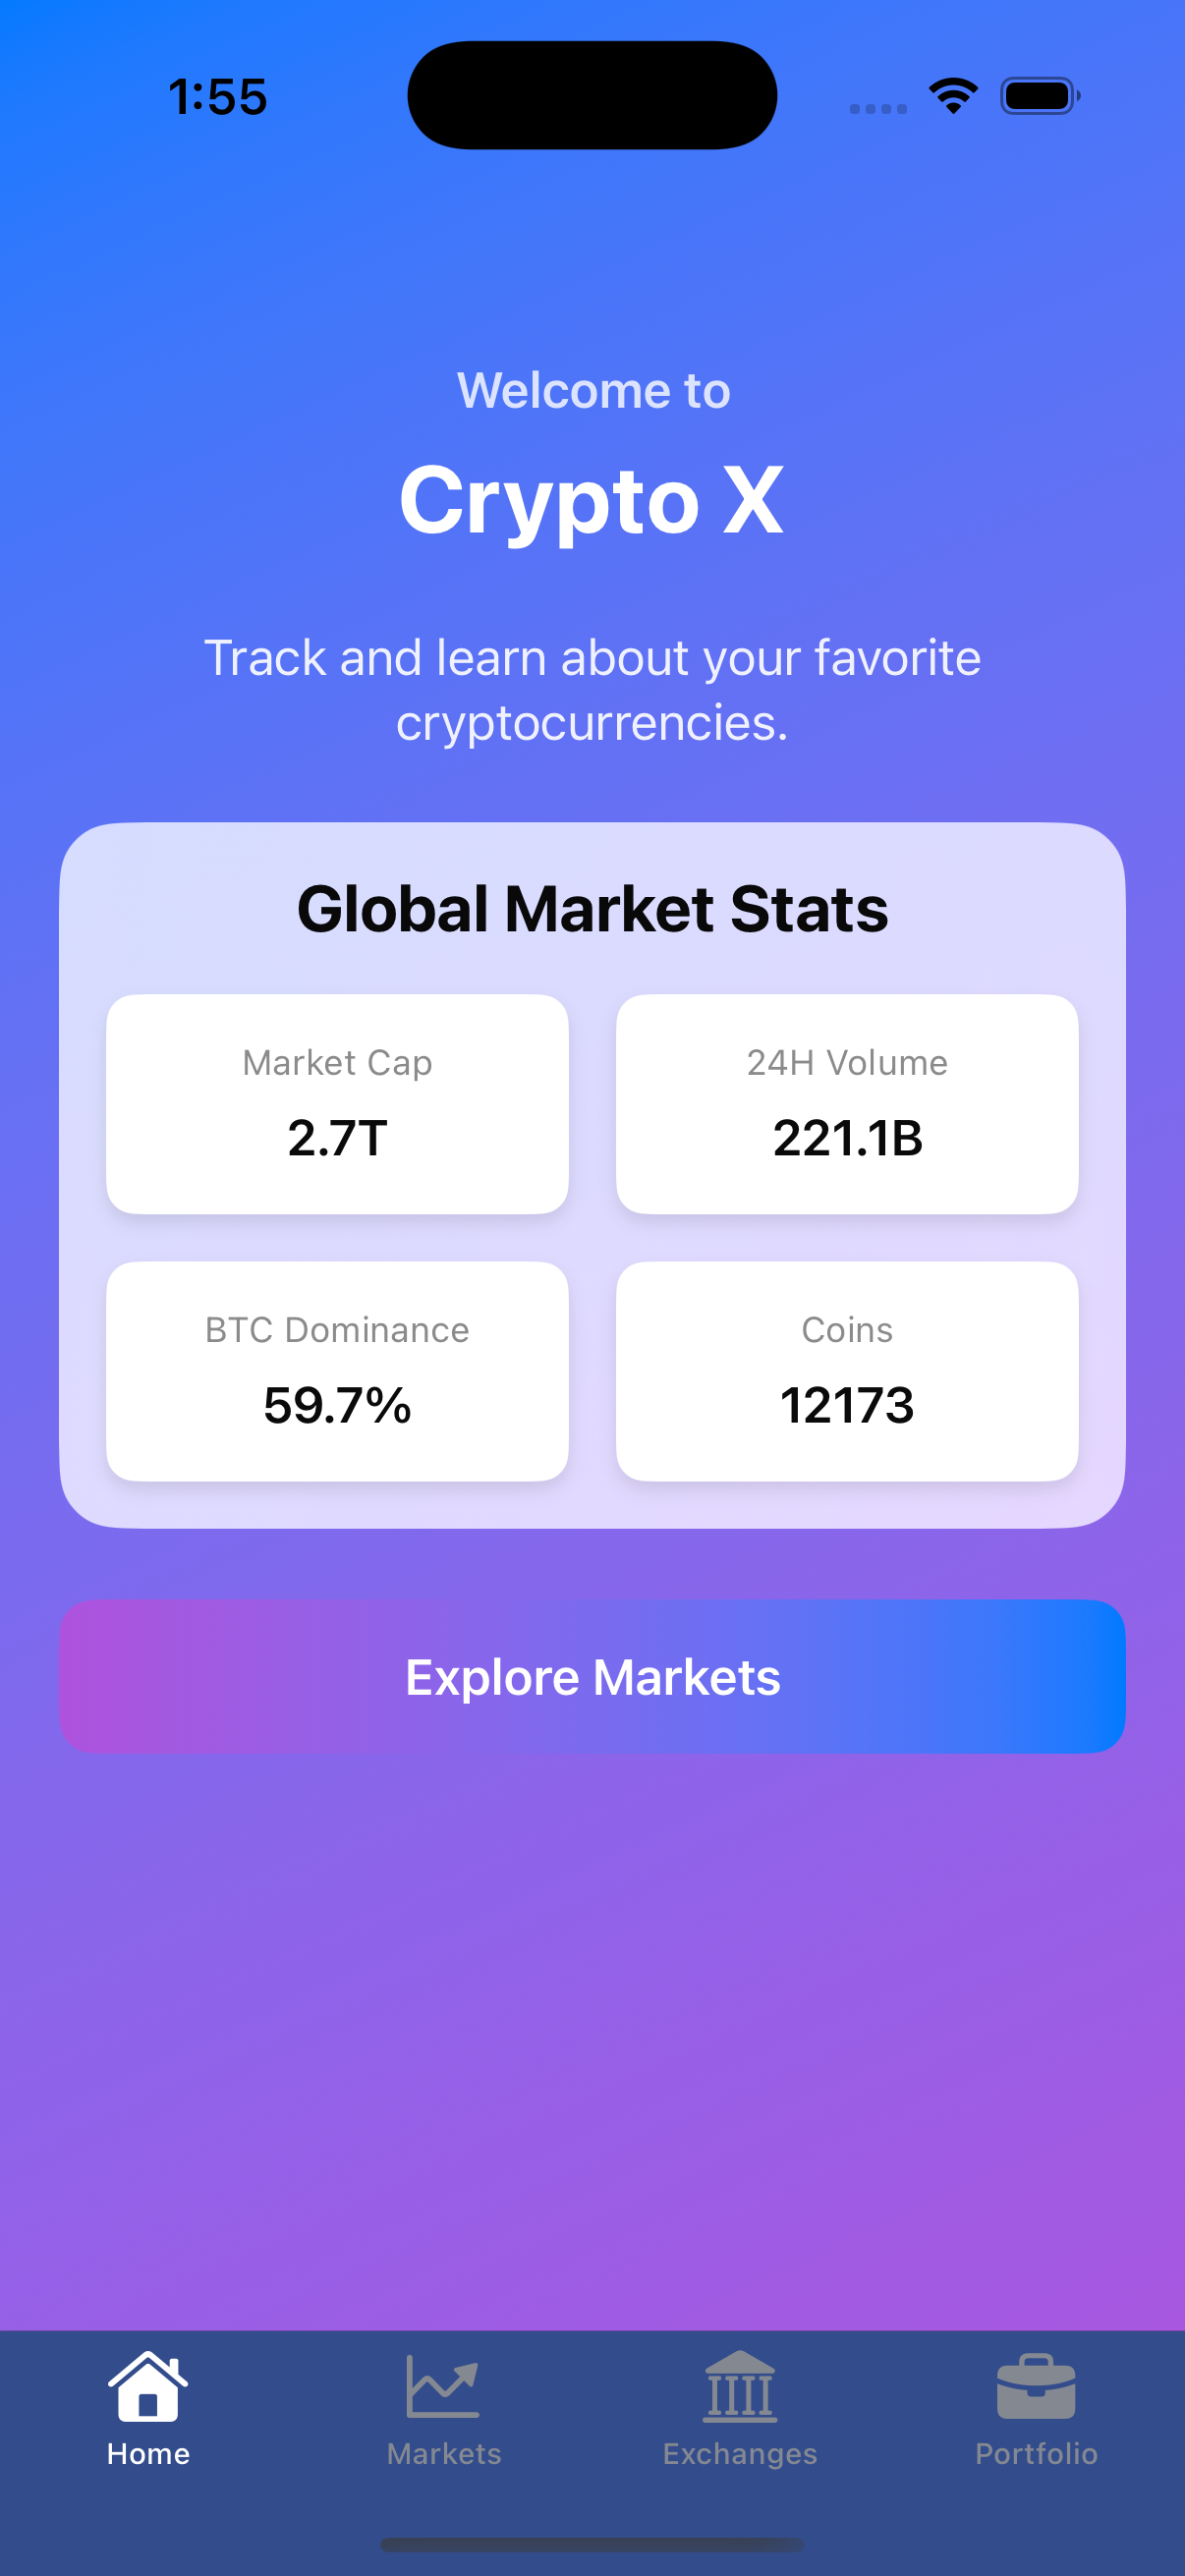 1:55
Welcome to
Crypto X
Track and learn about your favorite
cryptocurrencies.
Global Market Stats
Market Cap
2.7T
24H Volume
221.1B
BTC Dominance
59.7%
Coins
12173
Explore Markets
Home
Markets
Exchanges
Portfolio